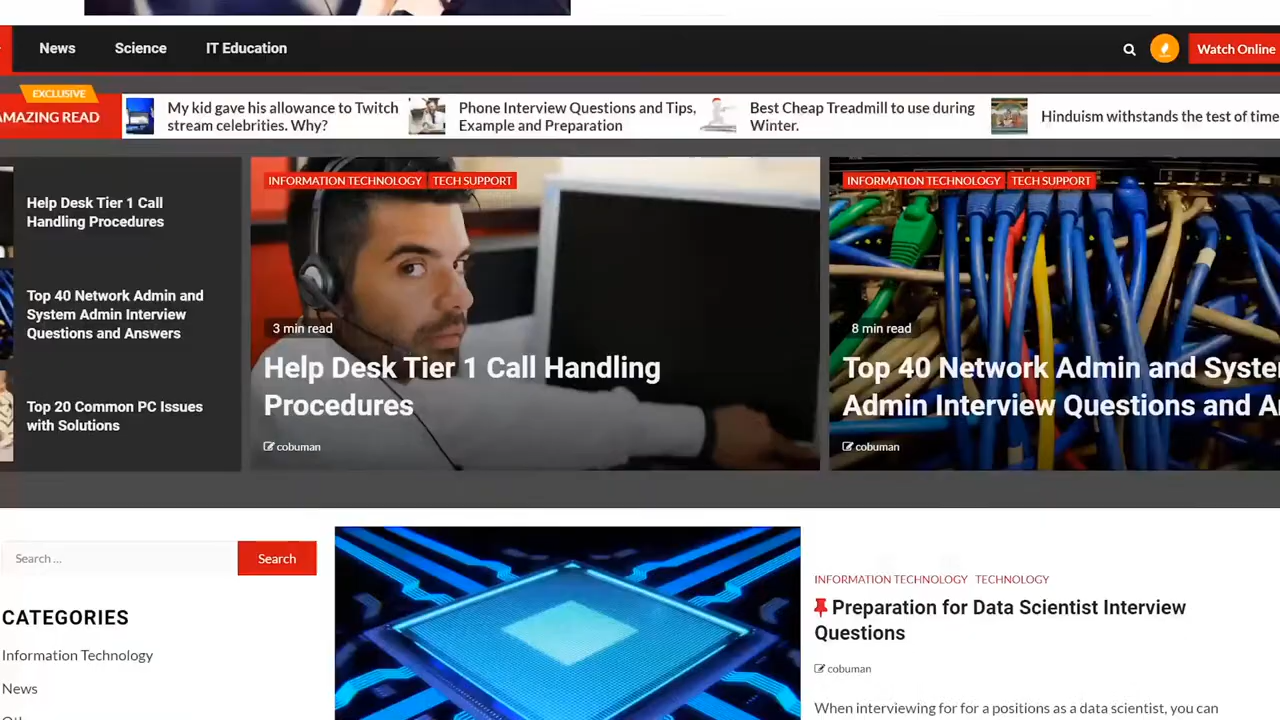 News Science IT Education Watch Online
EXCLUSIVE
AMAZING READ
My kid gave his allowance to Twitch
stream celebrities. Why?
Phone Interview Questions and Tips,
Example and Preparation
Best Cheap Treadmill to use during
Winter.
Hinduism withstands the test of time
Help Desk Tier 1 Call
Handling Procedures
Top 40 Network Admin and
System Admin Interview
Questions and Answers
Top 20 Common PC Issues
with Solutions
INFORMATION TECHNOLOGY TECH SUPPORT
3 min read
Help Desk Tier 1 Call Handling
Procedures
cobuman
INFORMATION TECHNOLOGY TECH SUPPORT
8 min read
Top 40 Network Admin and Syste
Admin Interview Questions and A
cobuman
Search ...
Search
CATEGORIES
Information Technology
News
INFORMATION TECHNOLOGY TECHNOLOGY
Preparation for Data Scientist Interview
Questions
cobuman
When interviewing for for a positions as a data scientist, you can